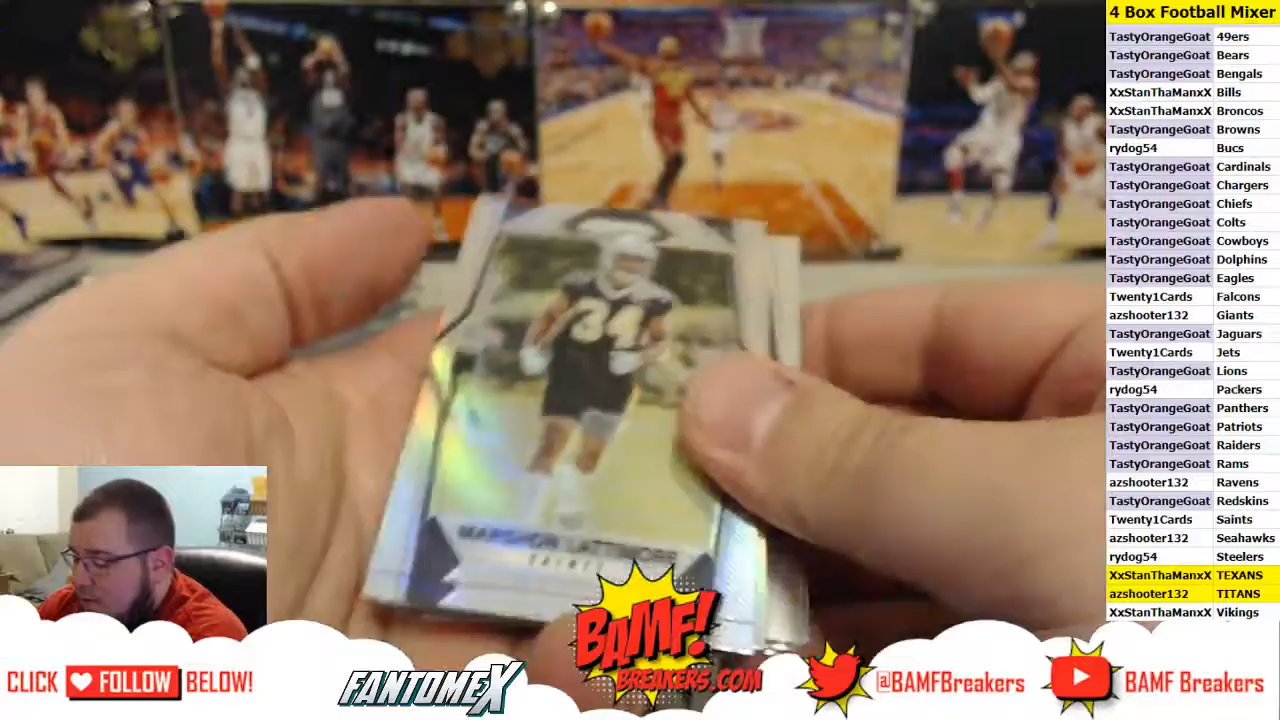 4 Box Football Mixer
TastyOrangeGoat 49ers
TastyOrangeGoat Bears
TastyOrangeGoat Bengals
XxStanThaManxX Bills
XxStanThaManxX Broncos
TastyOrangeGoat Browns
rydog54 Bucs
TastyOrangeGoat Cardinals
TastyOrangeGoat Chargers
TastyOrangeGoat Chiefs
TastyOrangeGoat Colts
TastyOrangeGoat Cowboys
TastyOrangeGoat Dolphins
TastyOrangeGoat Eagles
Twenty1Cards Falcons
azshooter132 Giants
TastyOrangeGoat Jaguars
Twenty1Cards Jets
TastyOrangeGoat Lions
rydog54 Packers
TastyOrangeGoat Panthers
TastyOrangeGoat Patriots
TastyOrangeGoat Raiders
TastyOrangeGoat Rams
azshooter132 Ravens
TastyOrangeGoat Redskins
Twenty1Cards Saints
azshooter132 Seahawks
rydog54 Steelers
XxStanThaManxX TEXANS
azshooter132 TITANS
XxStanThaManxX Vikings
34
MARSHON LATTIMORE
SAINTS
CLICK FOLLOW BELOW!
FANTOMEX
BAMF!
BREAKERS.COM
@BAMFBreakers
BAMF Breakers